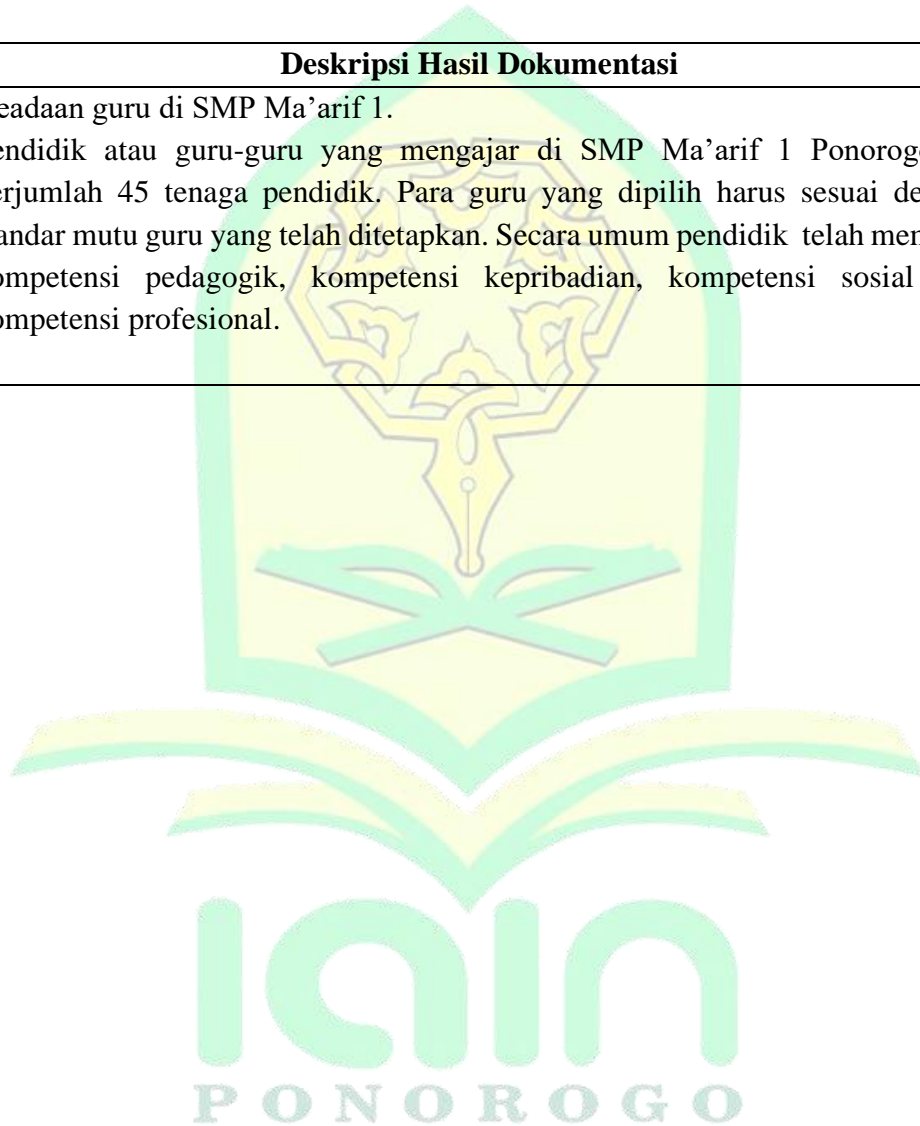 Deskripsi Hasil Dokumentasi
eadaan guru di SMP Ma’arif 1.
endidik atau guru-guru yang mengajar di SMP Ma’arif 1 Ponorogo
erjumlah 45 tenaga pendidik. Para guru yang dipilih harus sesuai de
andar mutu guru yang telah ditetapkan. Secara umum pendidik telah men
ompetensi pedagogik, kompetensi kepribadian, kompetensi sosial
ompetensi profesional.
iain
PONOROGO